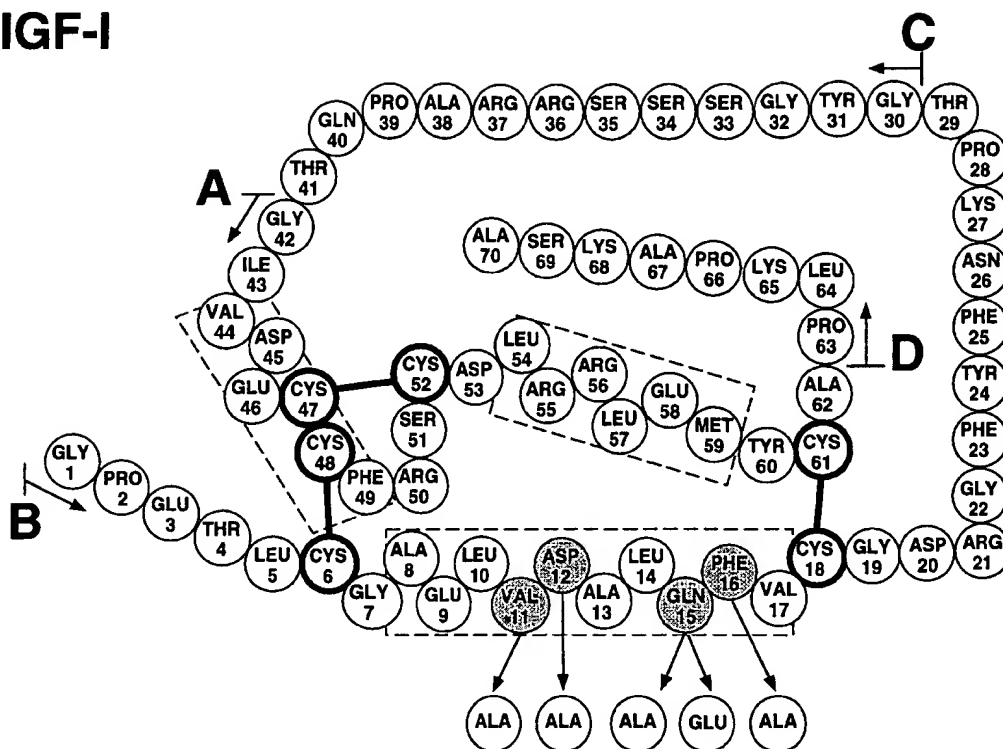 IGF-I
C
PRO 39
ALA 38
ARG 37
ARG 36
SER 35
SER 34
SER 33
GLY 32
TYR 31
GLY 30
THR 29
GLN 40
PRO 28
THR 41
A
LYS 27
GLY 42
ALA 70
SER 69
LYS 68
ALA 67
PRO 66
LYS 65
LEU 64
ASN 26
ILE 43
VAL 44
PRO 63
PHE 25
ASP 45
LEU 54
D
CYS 52
ASP 53
ARG 56
TYR 24
GLU 46
CYS 47
ARG 55
GLU 58
ALA 62
LEU 57
MET 59
SER 51
PHE 23
CYS 48
TYR 60
CYS 61
GLY 1
PRO 2
PHE 49
ARG 50
GLY 22
B
GLU 3
THR 4
LEU 5
CYS 6
ALA 8
LEU 10
ASP 12
LEU 14
PHE 16
CYS 18
GLY 19
ASP 20
ARG 21
GLY 7
GLU 9
VAL 11
ALA 13
GLN 15
VAL 17
ALA
ALA
ALA
GLU
ALA